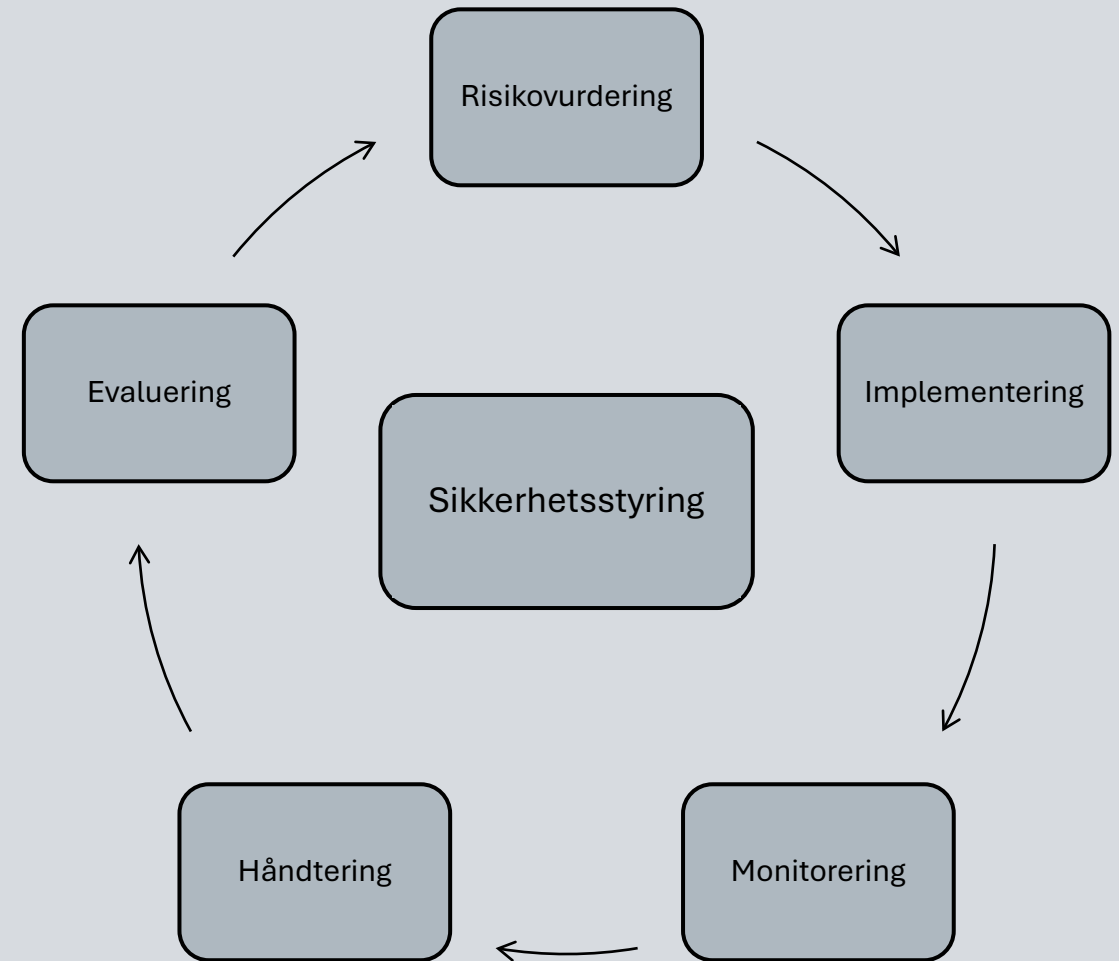 Risikovurdering
Implementering
Monitorering
Håndtering
Evaluering
Sikkerhetsstyring